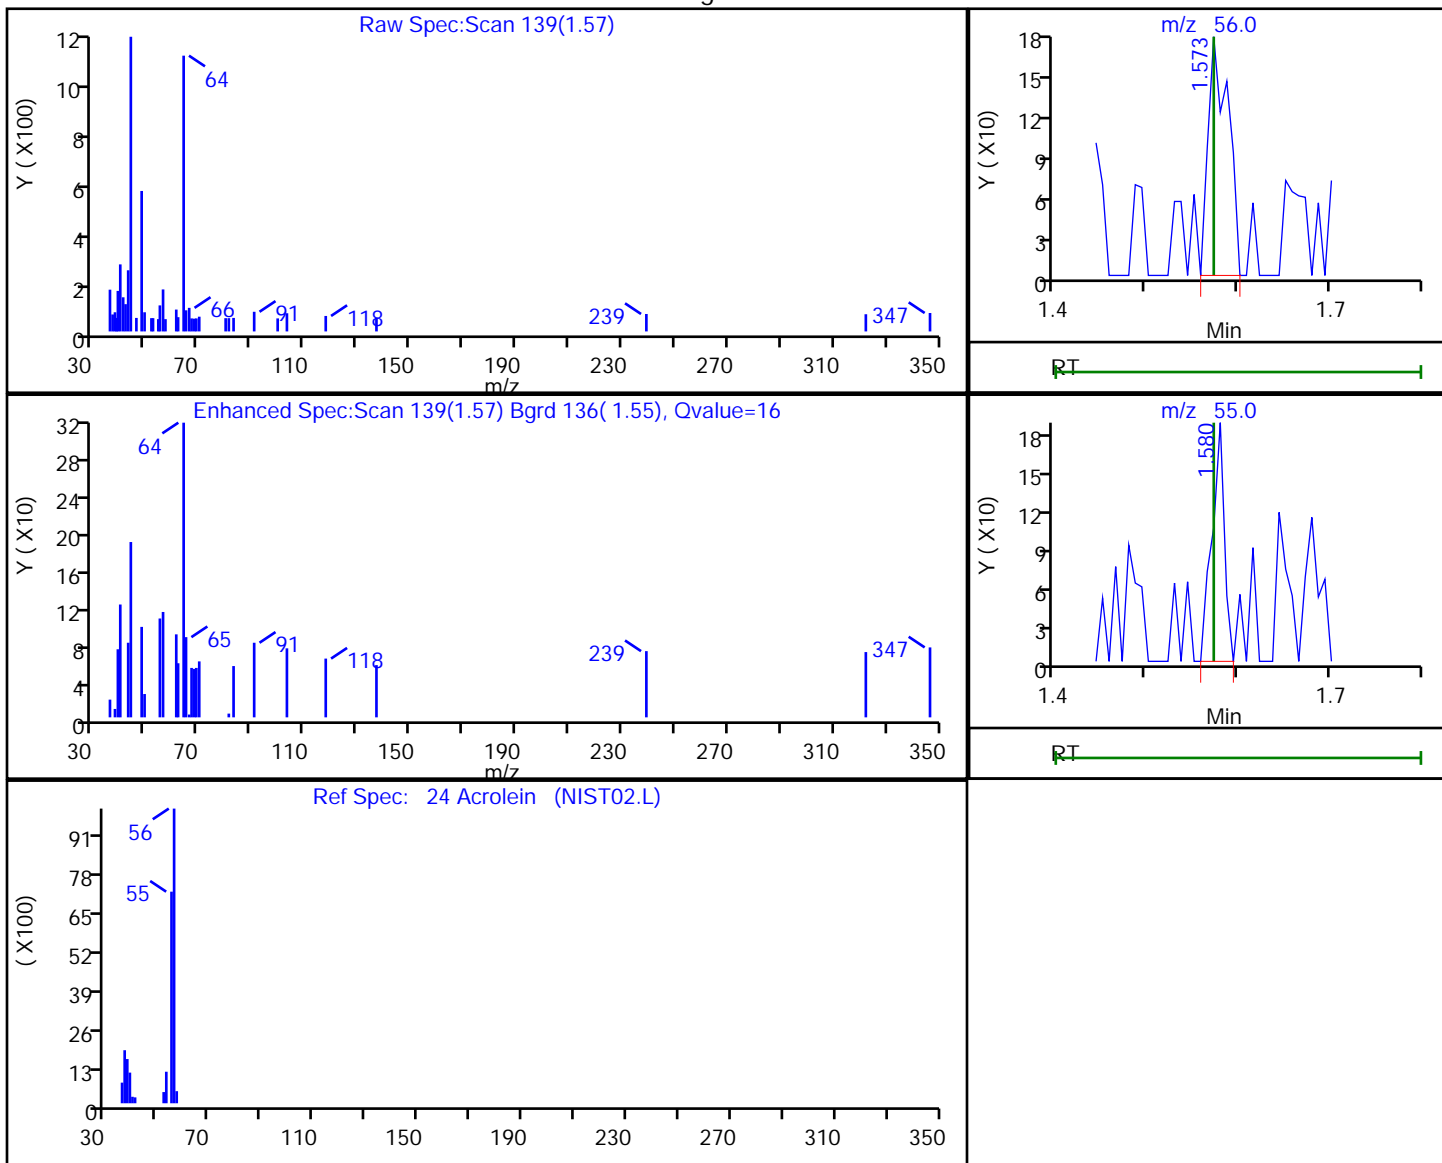 Raw Spec:Scan 139(1.57)
Y ( X100)
12
10
8
6
4
2
0
64
66
91
118
239
347
30 70 110 150 190 230 270 310 350
m/z
m/z 56.0
Y ( X10)
18
15
12
9
6
3
0
1.573
1.4 1.7
Min
RT
Enhanced Spec:Scan 139(1.57) Bgrd 136( 1.55), Qvalue=16
Y ( X10)
32
28
24
20
16
12
8
4
0
64
65
91
118
239
347
30 70 110 150 190 230 270 310 350
m/z
m/z 55.0
Y ( X10)
18
15
12
9
6
3
0
1.580
1.4 1.7
Min
RT
Ref Spec: 24 Acrolein (NIST02.L)
( X100)
91
78
65
52
39
26
13
0
56
55
30 70 110 150 190 230 270 310 350